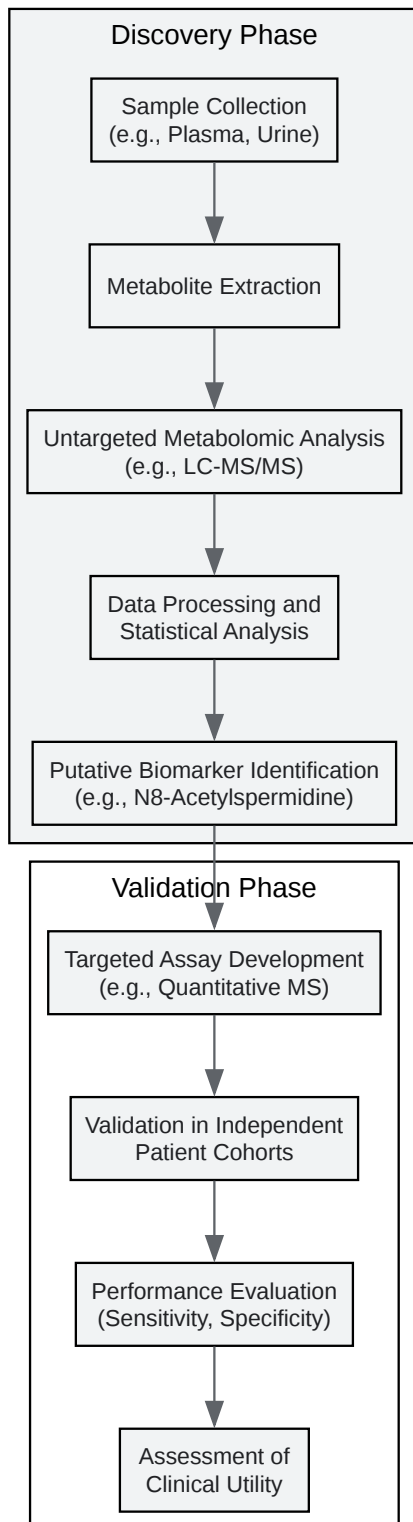 Discovery Phase
Sample Collection
(e.g., Plasma, Urine)
Metabolite Extraction
Untargeted Metabolomic Analysis
(e.g., LC-MS/MS)
Data Processing and
Statistical Analysis
Putative Biomarker Identification
(e.g., N8-Acetylspermidine)
Validation Phase
Targeted Assay Development
(e.g., Quantitative MS)
Validation in Independent
Patient Cohorts
Performance Evaluation
(Sensitivity, Specificity)
Assessment of
Clinical Utility